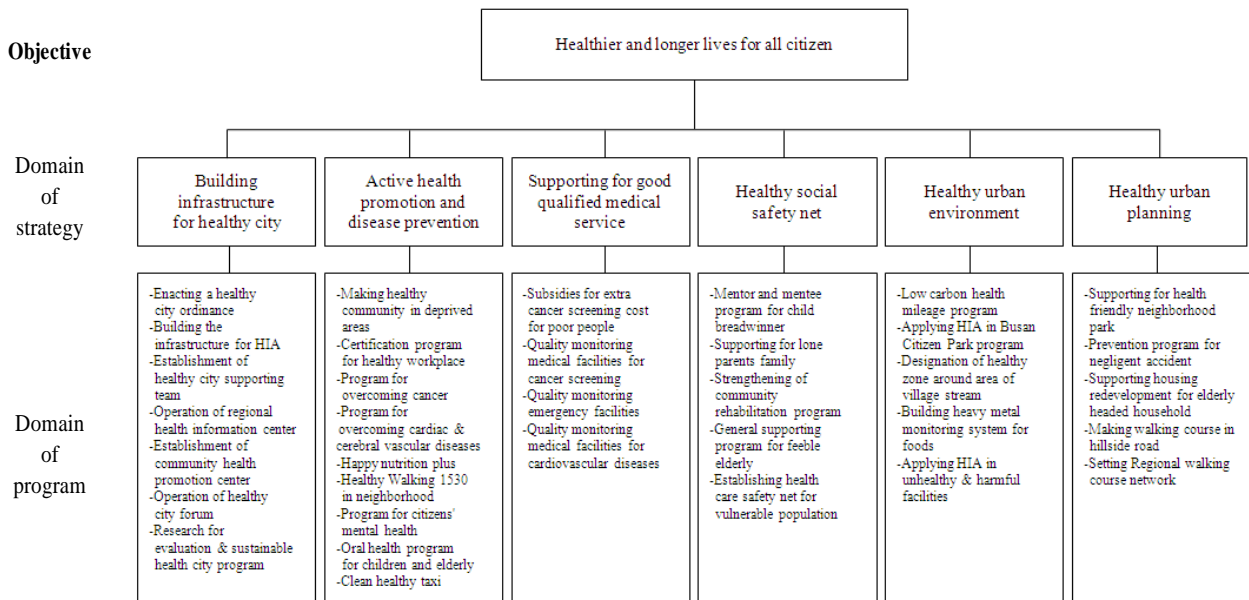 Objective
Healthier and longer lives for all citizen
Domain
of
strategy
Building
infrastructure
for healthy city
Active health
promotion and
disease prevention
Supporting for good
qualified medical
service
Healthy social
safety net
Healthy urban
environment
Healthy urban
planning
Domain
of
program
-Enacting a healthy
city ordinance
-Building the
infrastructure for HIA
-Establishment of
healthy city supporting
team
-Operation of regional
health information center
-Establishment of
community health
promotion center
-Operation of healthy
city forum
-Research for
evaluation & sustainable
health city program
-Making healthy
community in deprived
areas
-Certification program
for healthy workplace
-Program for
overcoming cancer
-Program for
overcoming cardiac &
cerebral vascular diseases
-Happy nutrition plus
-Healthy Walking 1530
in neighborhood
-Program for citizens'
mental health
-Oral health program
for children and elderly
-Clean healthy taxi
-Subsidies for extra
cancer screening cost
for poor people
-Quality monitoring
medical facilities for
cancer screening
-Quality monitoring
emergency facilities
-Quality monitoring
medical facilities for
cardiovascular diseases
-Mentor and mentee
program for child
breadwinner
-Supporting for lone
parents family
-Strengthening of
community
rehabilitation program
-General supporting
program for feeble
elderly
-Establishing health
care safety net for
vulnerable population
-Low carbon health
mileage program
-Applying HIA in Busan
Citizen Park program
-Designation of healthy
zone around area of
village stream
-Building heavy metal
monitoring system for
foods
-Applying HIA in
unhealthy & harmful
facilities
-Supporting for health
friendly neighborhood
park
-Prevention program for
negligent accident
-Supporting housing
redevelopment for elderly
headed household
-Making walking course in
hillside road
-Setting Regional walking
course network